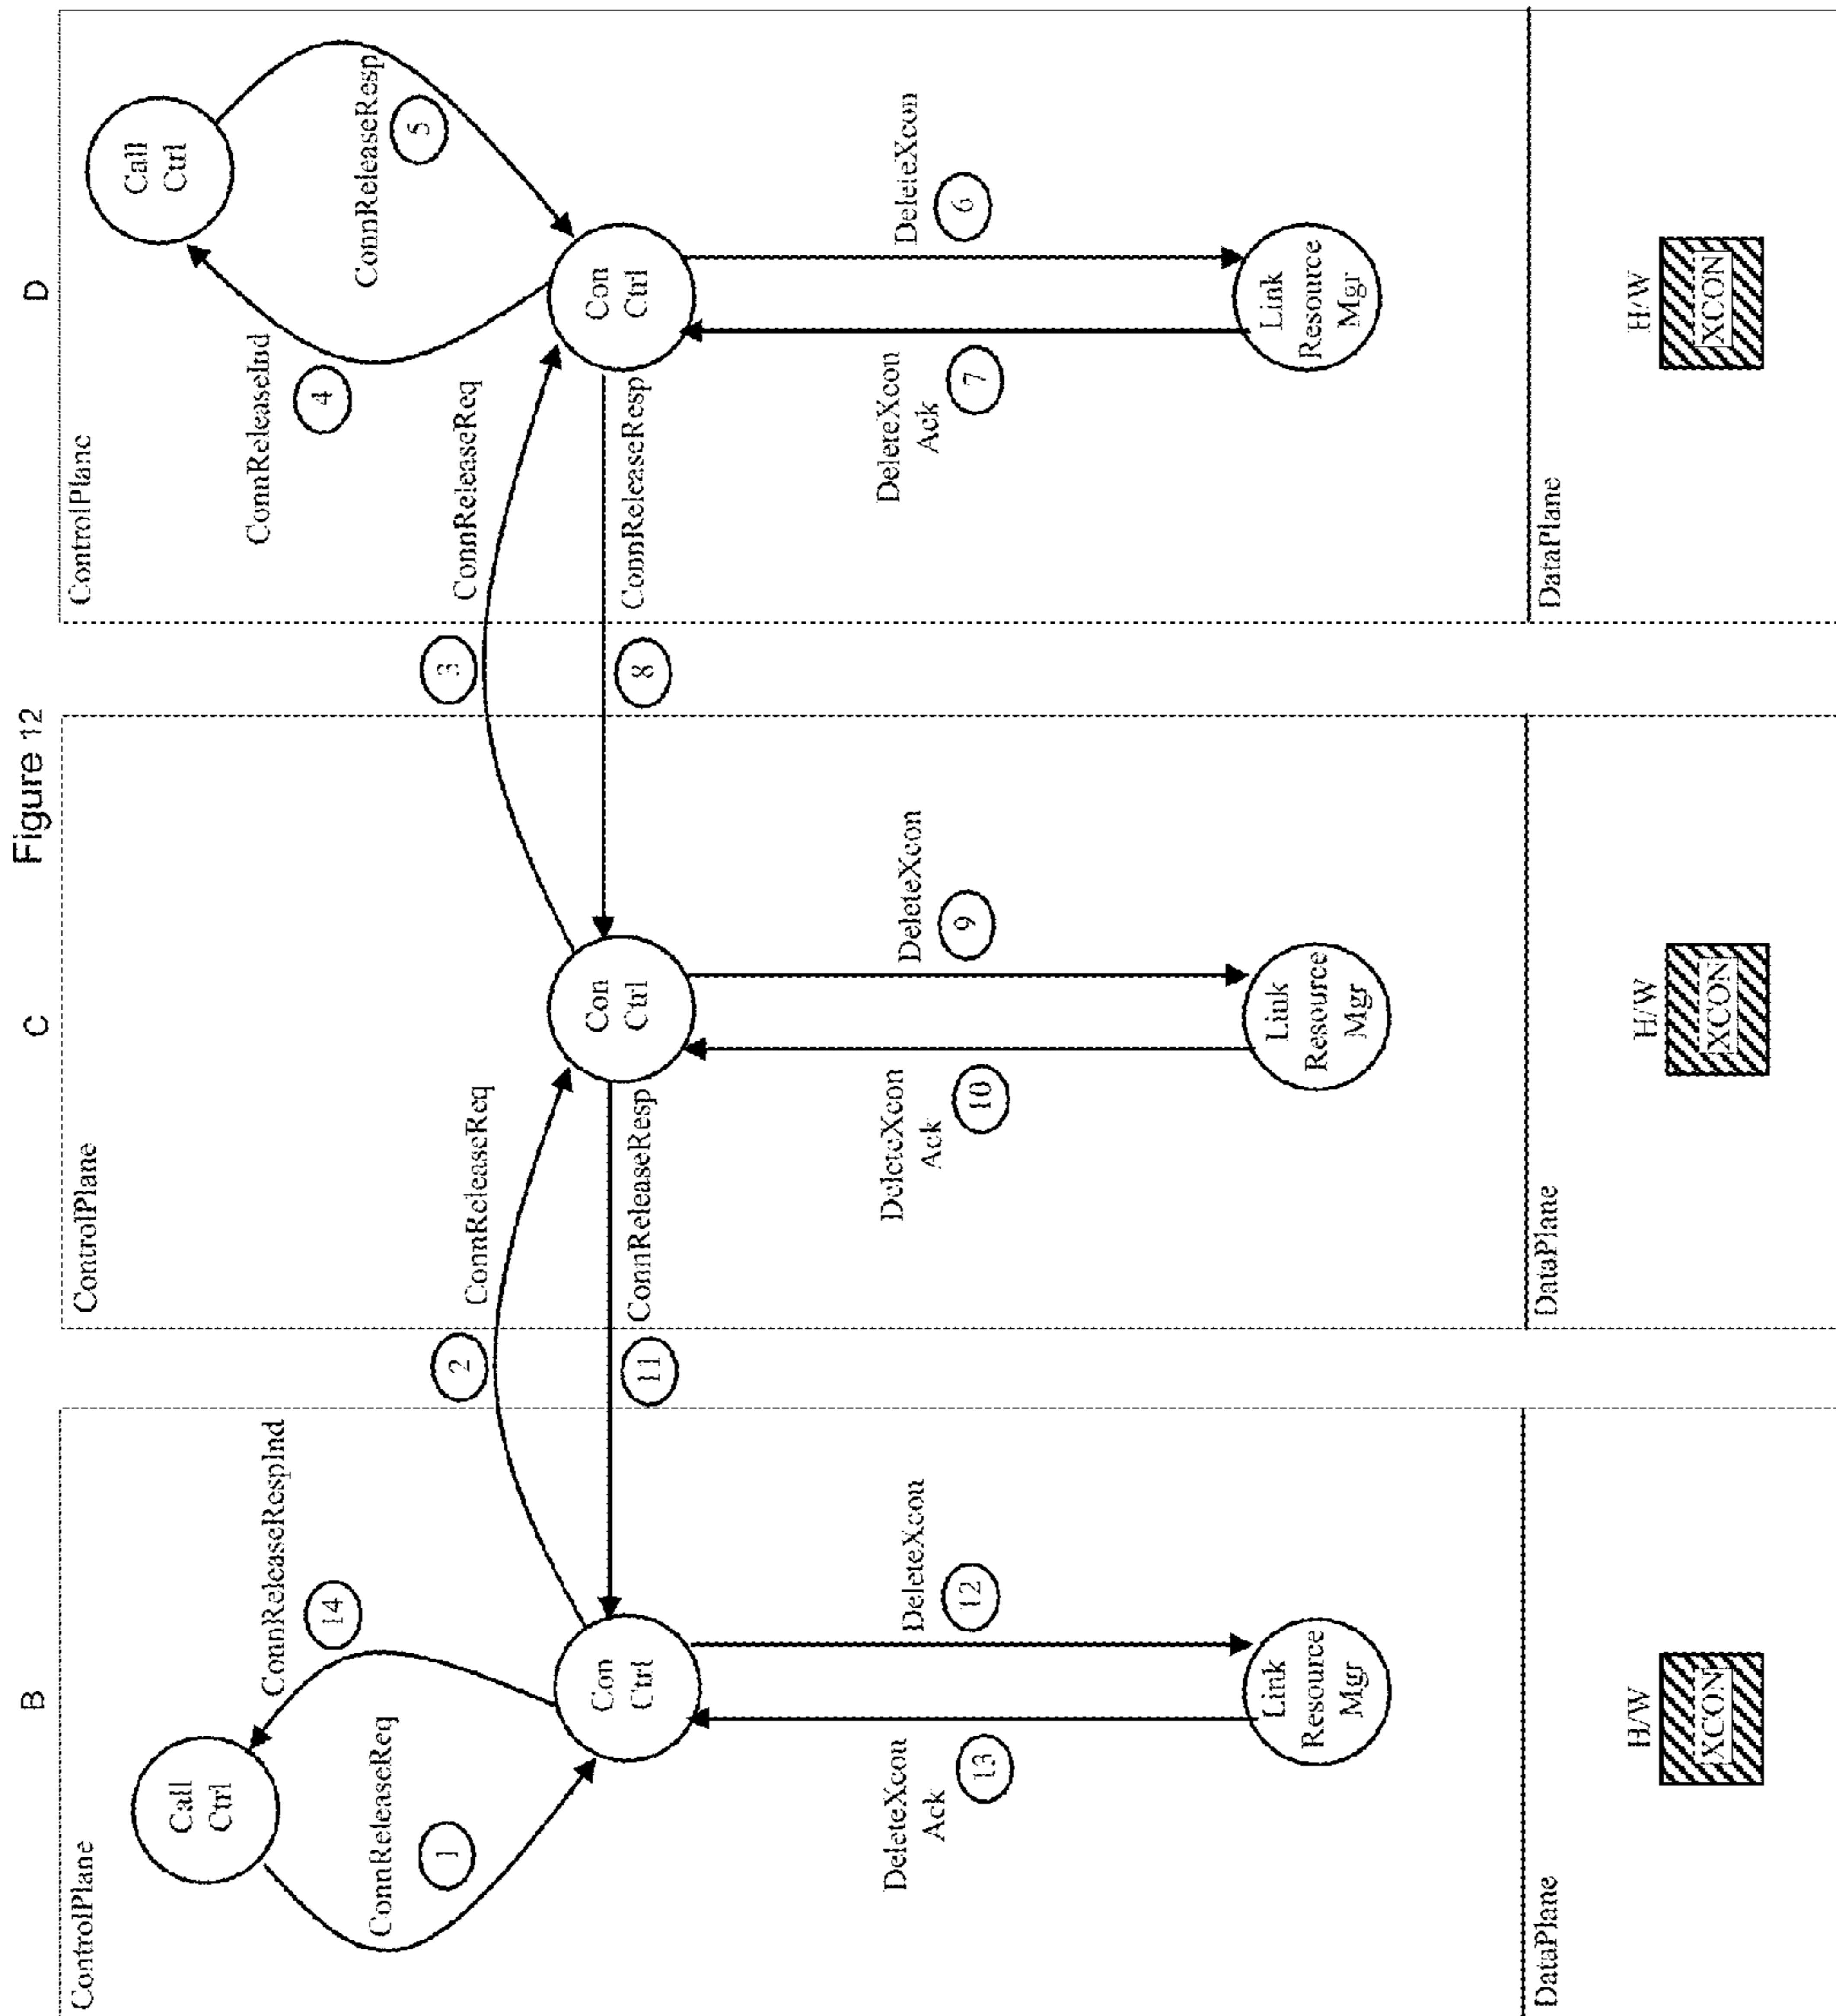 Figure 12
B
C
D
ControlPlane
Call
Ctrl
ConnReleaseReq
1
ConnReleaseRespInd
14
Con
Ctrl
2
ConnReleaseReq
11
ConnReleaseResp
DeleteXcon
Ack
13
DeleteXcon
12
Link
Resource
Mgr
DataPlane
H/W
XCON
ControlPlane
Con
Ctrl
3
ConnReleaseReq
8
ConnReleaseResp
DeleteXcon
Ack
10
DeleteXcon
9
Link
Resource
Mgr
DataPlane
H/W
XCON
ControlPlane
Call
Ctrl
ConnReleaseInd
4
ConnReleaseResp
5
Con
Ctrl
DeleteXcon
Ack
7
DeleteXcon
6
Link
Resource
Mgr
DataPlane
H/W
XCON